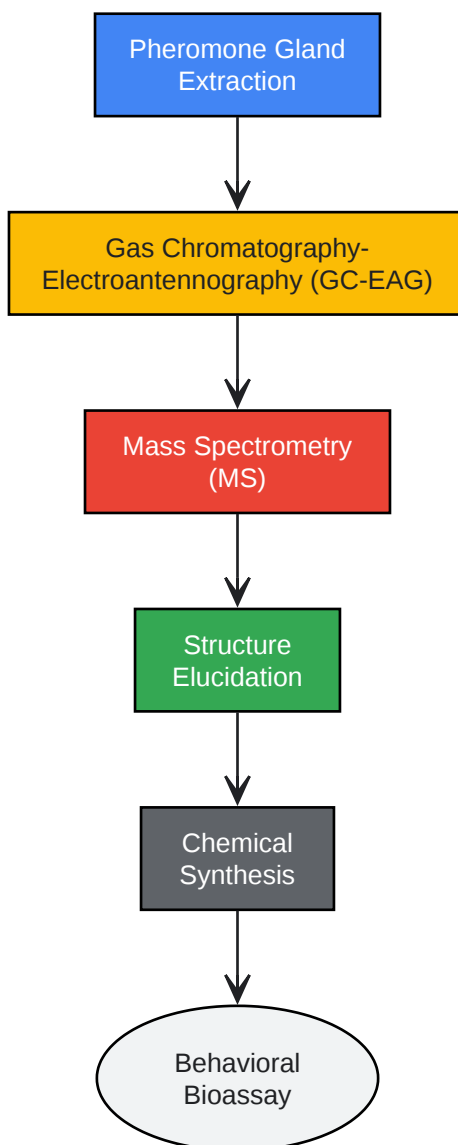 Pheromone Gland
Extraction
Gas Chromatography-
Electroantennography (GC-EAG)
Mass Spectrometry
(MS)
Structure
Elucidation
Chemical
Synthesis
Behavioral
Bioassay